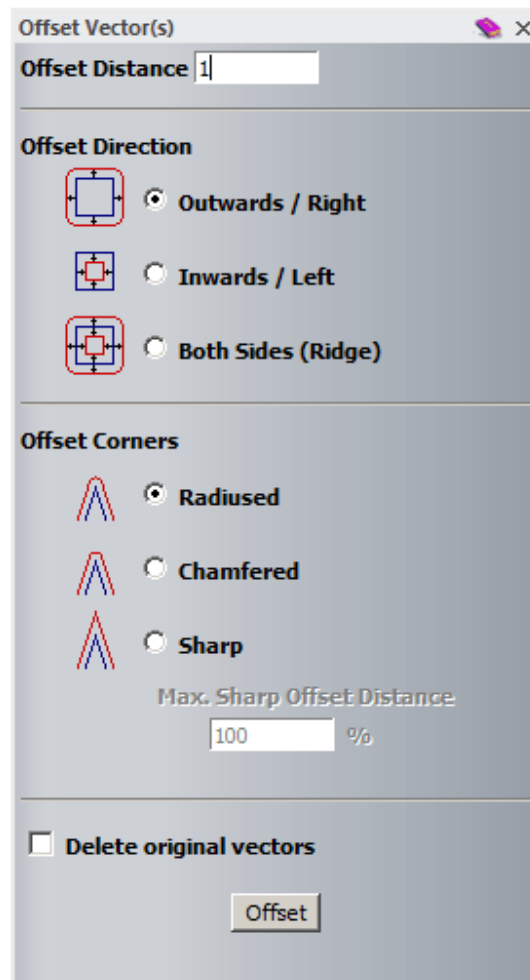 Offset Vector(s)
Offset Distance 1
Offset Direction
Outwards / Right
Inwards / Left
Both Sides (Ridge)
Offset Corners
Radiused
Chamfered
Sharp
Max. Sharp Offset Distance
100 %
Delete original vectors
Offset